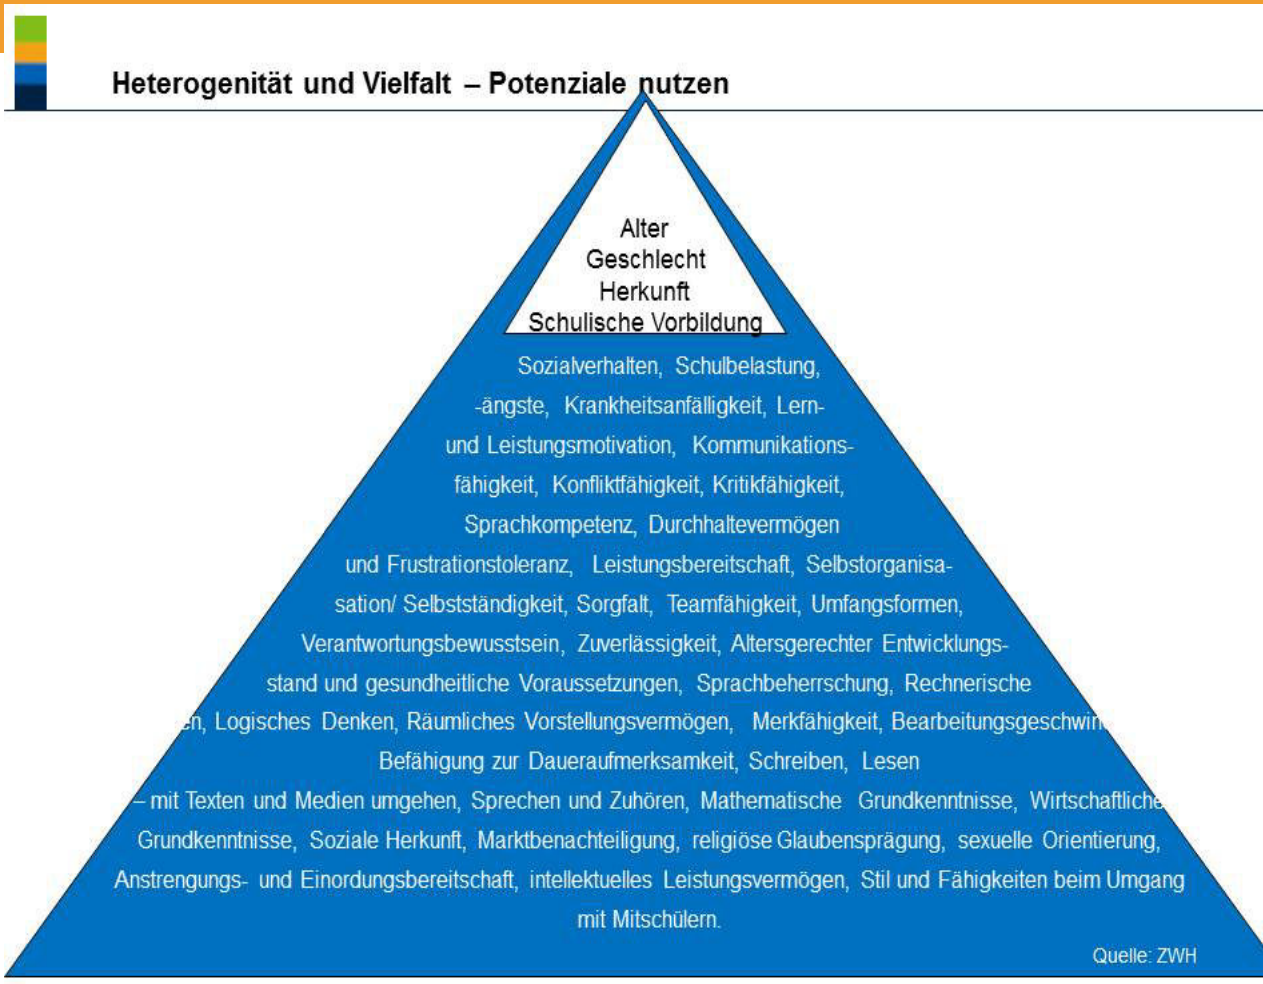 Heterogenität und Vielfalt – Potenziale nutzen
Alter
Geschlecht
Herkunft
Schulische Vorbildung
Sozialverhalten, Schulbelastung,
-ängste, Krankheitsanfälligkeit, Lern-
und Leistungsmotivation, Kommunikations-
fähigkeit, Konfliktfähigkeit, Kritikfähigkeit,
Sprachkompetenz, Durchhaltevermögen
und Frustrationstoleranz, Leistungsbereitschaft, Selbstorganisa-
sation/ Selbstständigkeit, Sorgfalt, Teamfähigkeit, Umfangsformen,
Verantwortungsbewusstsein, Zuverlässigkeit, Altersgerechter Entwicklungs-
stand und gesundheitliche Voraussetzungen, Sprachbeherrschung, Rechnerische
Logisches Denken, Räumliches Vorstellungsvermögen, Merkfähigkeit,
Befähigung zur Daueraufmerksamkeit, Schreiben, Lesen
– mit Texten und Medien umgehen, Sprechen und Zuhören, Mathematische Grundkenntnisse, Wirtschaftliche
Grundkenntnisse, Soziale Herkunft, Marktbenachteiligung, religiöse Glaubensprägung, sexuelle Orientierung,
Anstrengungs- und Einordungsbereitschaft, intellektuelles Leistungsvermögen, Stil und Fähigkeiten beim Umgang
mit Mitschülern.
Quelle: ZWH